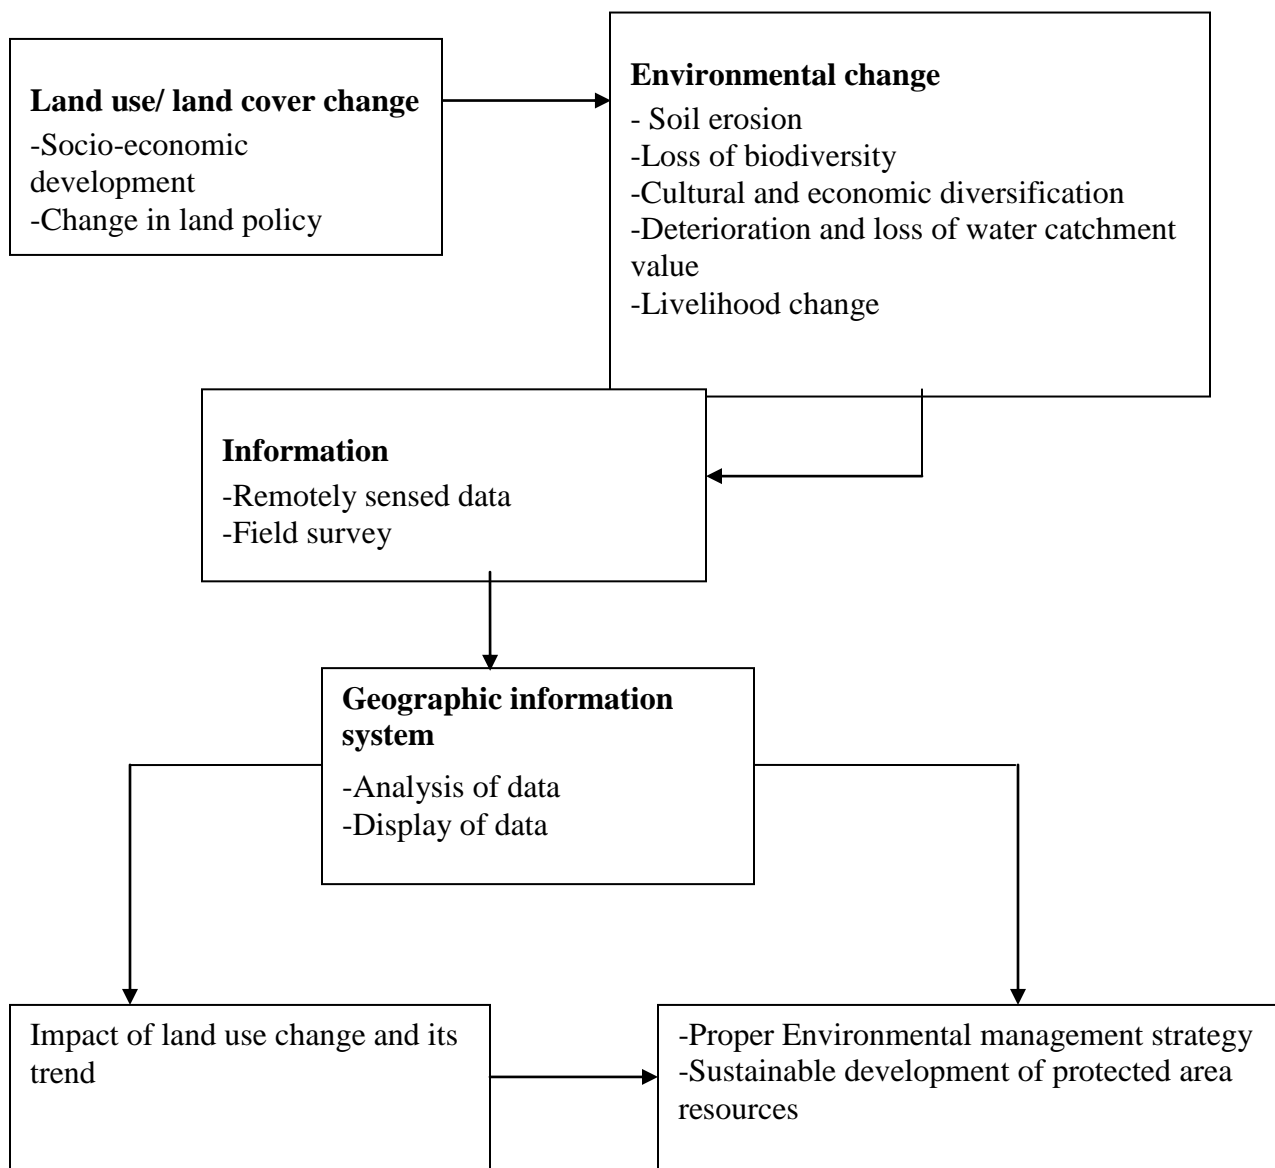 Land use/ land cover change
-Socio-economic
development
-Change in land policy
Environmental change
- Soil erosion
-Loss of biodiversity
-Cultural and economic diversification
-Deterioration and loss of water catchment
value
-Livelihood change
Information
-Remotely sensed data
-Field survey
Geographic information
system
-Analysis of data
-Display of data
Impact of land use change and its
trend
-Proper Environmental management strategy
-Sustainable development of protected area
resources